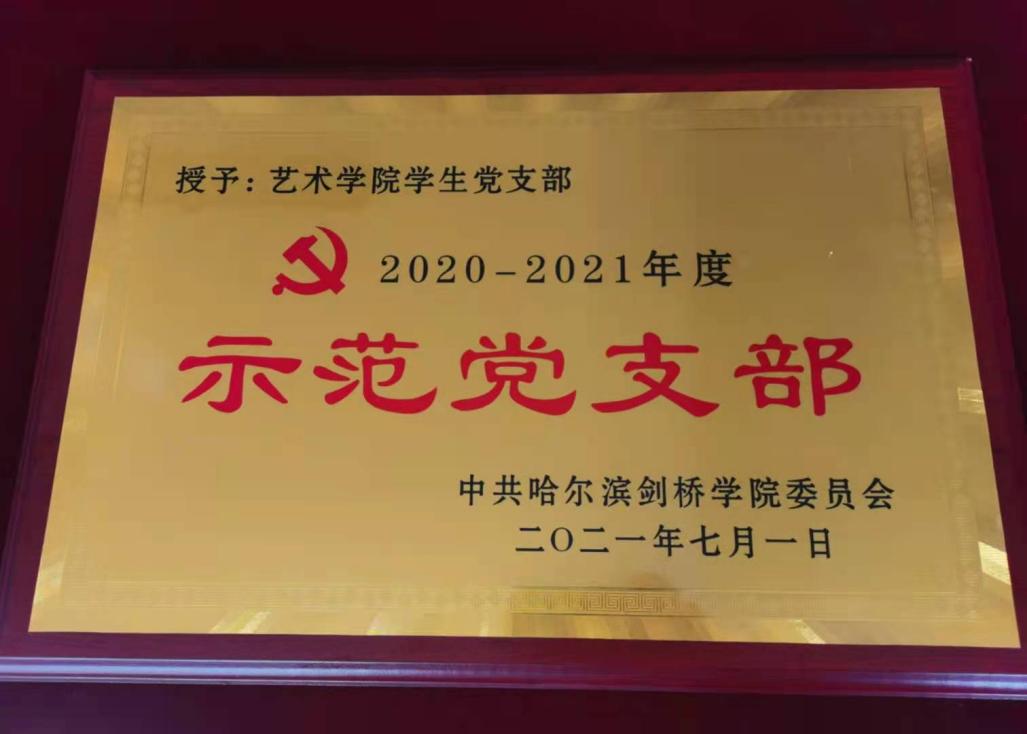 授予：艺术学院学生党支部
2020-2021年度
示范党支部
中共哈尔滨剑桥学院委员会
二〇二一年七月一日